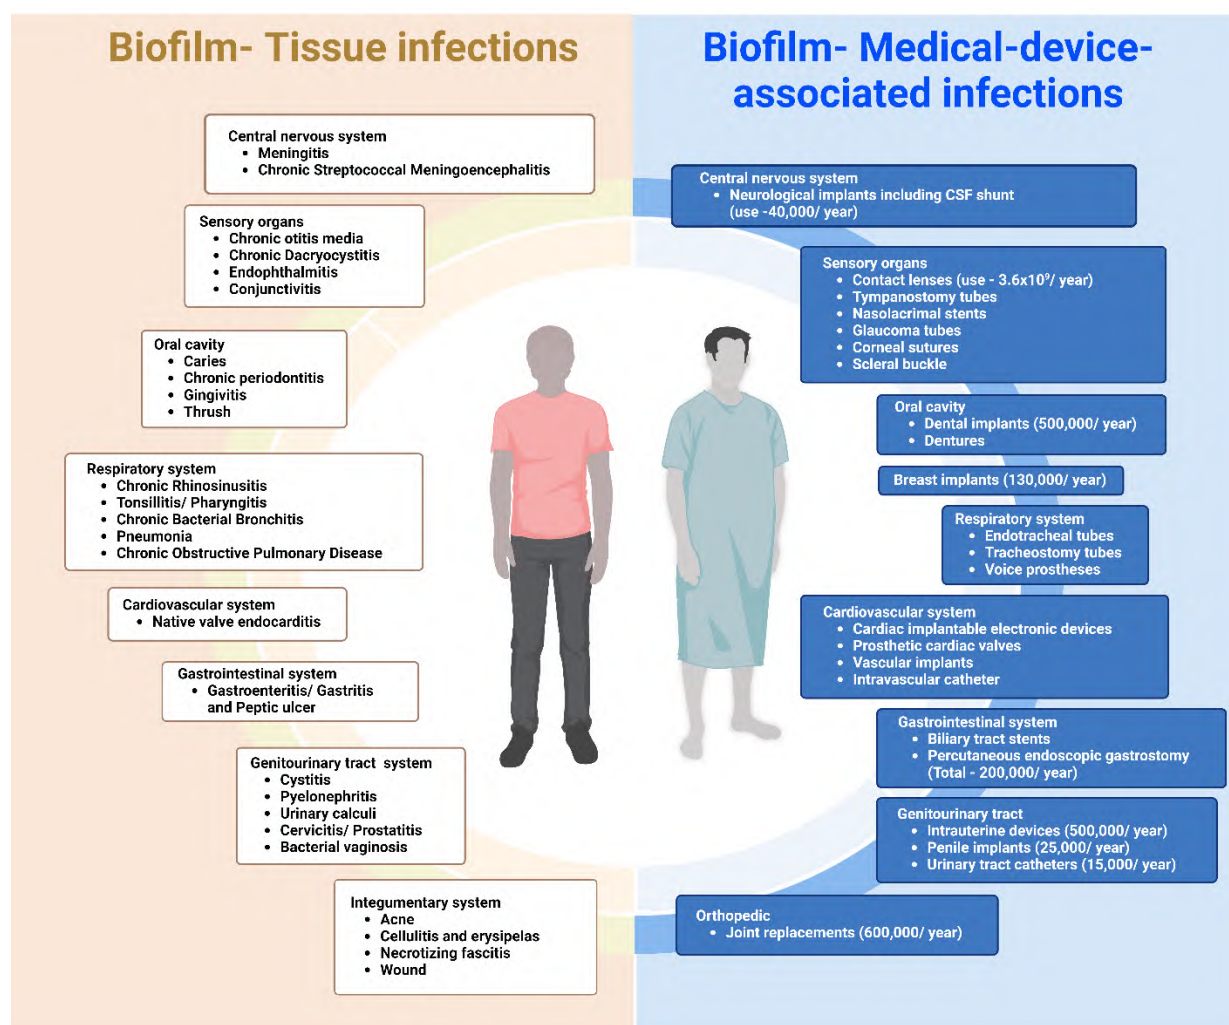 Biofilm- Tissue infections
Central nervous system
• Meningitis
• Chronic Streptococcal Meningoencephalitis
Sensory organs
• Chronic otitis media
• Chronic Dacryocystitis
• Endophthalmitis
• Conjunctivitis
Oral cavity
• Caries
• Chronic periodontitis
• Gingivitis
• Thrush
Respiratory system
• Chronic Rhinosinusitis
• Tonsillitis/ Pharyngitis
• Chronic Bacterial Bronchitis
• Pneumonia
• Chronic Obstructive Pulmonary Disease
Cardiovascular system
• Native valve endocarditis
Gastrointestinal system
• Gastroenteritis/ Gastritis
and Peptic ulcer
Genitourinary tract system
• Cystitis
• Pyelonephritis
• Urinary calculi
• Cervicitis/ Prostatitis
• Bacterial vaginosis
Integumentary system
• Acne
• Cellulitis and erysipelas
• Necrotizing fascitis
• Wound
Biofilm- Medical-device-
associated infections
Central nervous system
• Neurological implants including CSF shunt
(use -40,000/ year)
Sensory organs
• Contact lenses (use - 3.6x10⁹/ year)
• Tympanostomy tubes
• Nasolacrimal stents
• Glaucoma tubes
• Corneal sutures
• Scleral buckle
Oral cavity
• Dental implants (500,000/ year)
• Dentures
Breast implants (130,000/ year)
Respiratory system
• Endotracheal tubes
• Tracheostomy tubes
• Voice prostheses
Cardiovascular system
• Cardiac implantable electronic devices
• Prosthetic cardiac valves
• Vascular implants
• Intravascular catheter
Gastrointestinal system
• Biliary tract stents
• Percutaneous endoscopic gastrostomy
(Total - 200,000/ year)
Genitourinary tract
• Intrauterine devices (500,000/ year)
• Penile implants (25,000/ year)
• Urinary tract catheters (15,000/ year)
Orthopedic
• Joint replacements (600,000/ year)